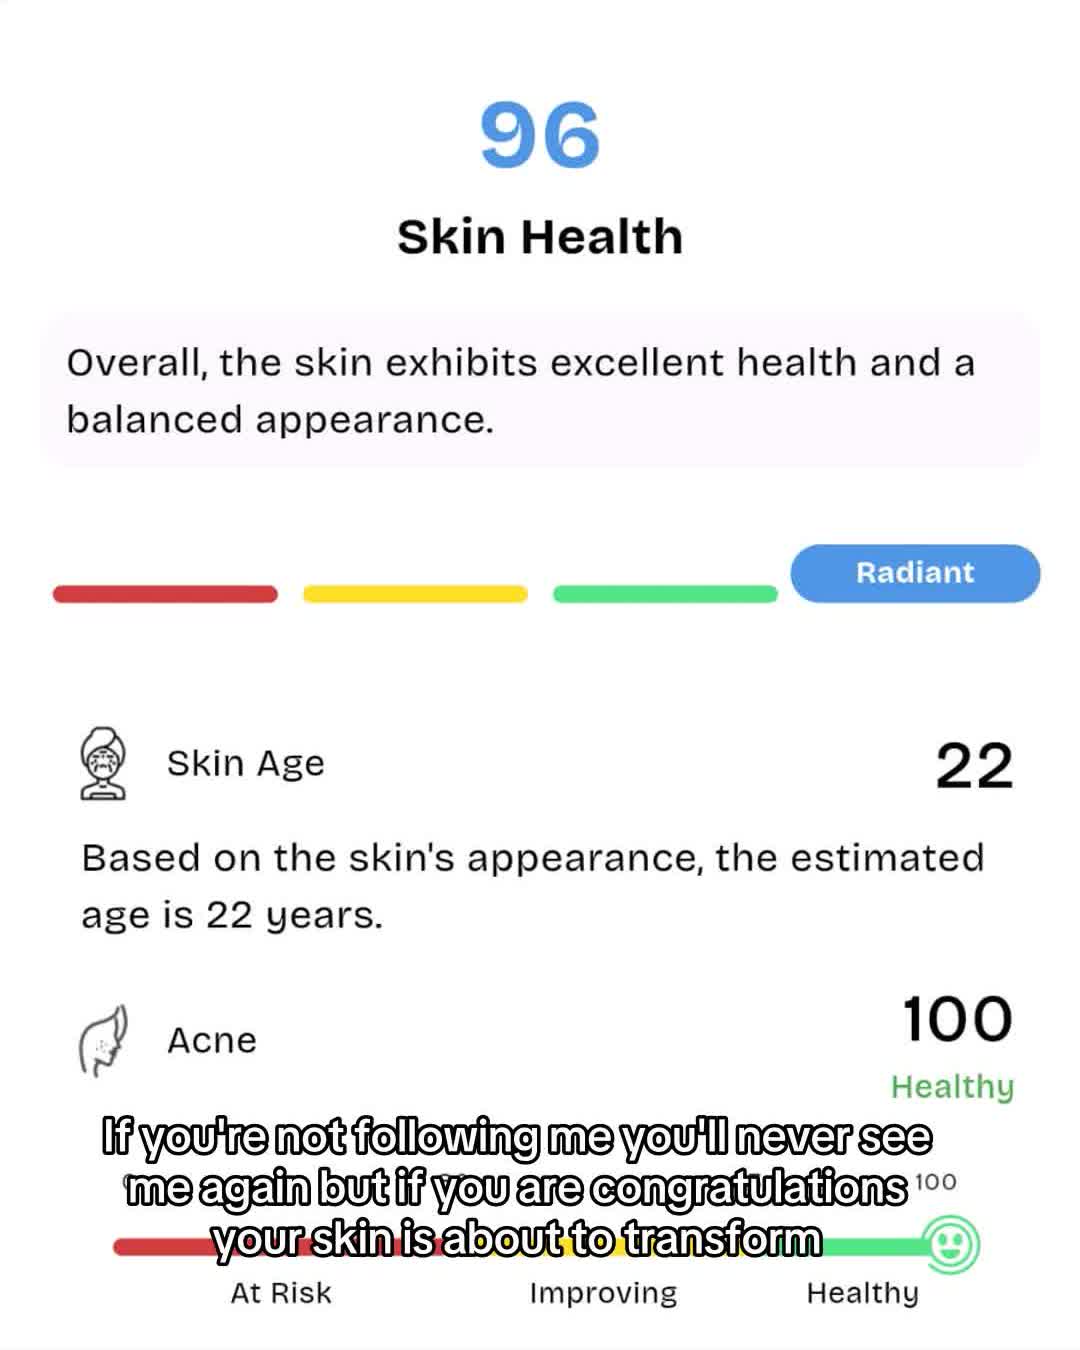 96
Skin Health
Overall, the skin exhibits excellent health and a
balanced appearance.
Radiant
Skin Age
22
Based on the skin's appearance, the estimated
age is 22 years.
Acne
100
Healthy
If you're not following me you'll never see
me again but if you are congratulations
your skin is about to transform
100
At Risk
Improving
Healthy